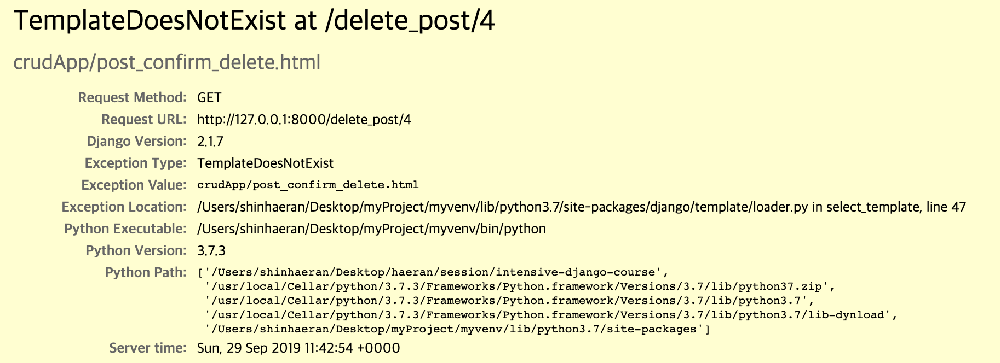 TemplateDoesNotExist at /delete_post/4
crudApp/post_confirm_delete.html
Request Method: GET
Request URL: http://127.0.0.1:8000/delete_post/4
Django Version: 2.1.7
Exception Type: TemplateDoesNotExist
Exception Value: crudApp/post_confirm_delete.html
Exception Location: /Users/shinhaeran/Desktop/myProject/myvenv/lib/python3.7/site-packages/django/template/loader.py in select_template, line 47
Python Executable: /Users/shinhaeran/Desktop/myProject/myvenv/bin/python
Python Version: 3.7.3
Python Path: ['/Users/shinhaeran/Desktop/haeran/session/intensive-django-course',
'/usr/local/Cellar/python/3.7.3/Frameworks/Python.framework/Versions/3.7/lib/python37.zip',
'/usr/local/Cellar/python/3.7.3/Frameworks/Python.framework/Versions/3.7/lib/python3.7',
'/usr/local/Cellar/python/3.7.3/Frameworks/Python.framework/Versions/3.7/lib/python3.7/lib-dynload',
'/Users/shinhaeran/Desktop/myProject/myvenv/lib/python3.7/site-packages']
Server time: Sun, 29 Sep 2019 11:42:54 +0000